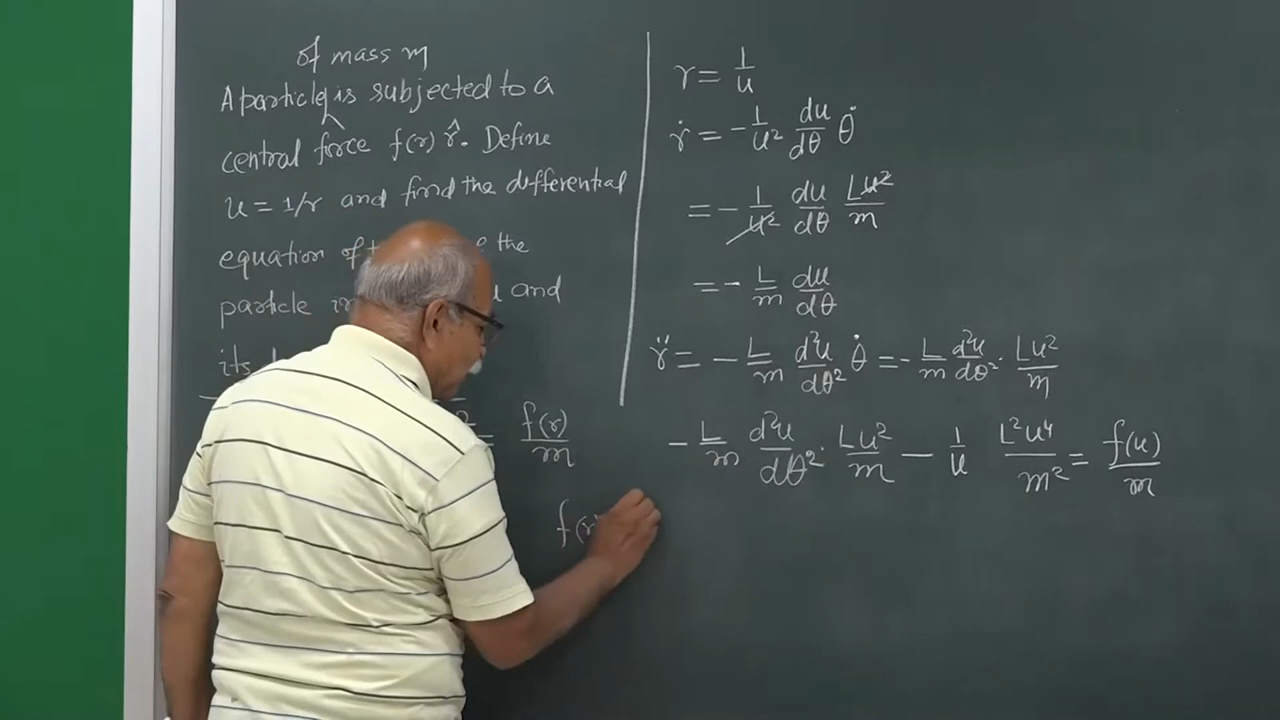 of mass m
A particle is subjected to a
central force f(r) r̂. Define
u = 1/r and find the differential
equation of the
particle and
its
= f(r)/m
f(r)
r = 1/u
ṙ = -1/u² du/dθ θ̇
= -1/u² du/dθ Lu²/m
= -L/m du/dθ
r̈ = -L/m d²u/dθ² θ̇ = -L/m d²u/dθ² · Lu²/m
-L/m d²u/dθ² · Lu²/m - 1/u L²u⁴/m² = f(u)/m